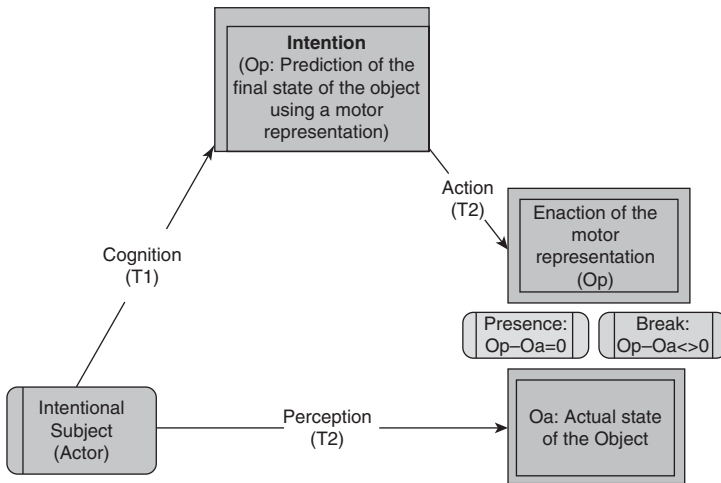 Intention
(Op: Prediction of the
final state of the object
using a motor
representation)
Action
(T2)
Enaction of the
motor
representation
(Op)
Cognition
(T1)
Presence:
Op–Oa=0
Break:
Op–Oa<>0
Intentional
Subject
(Actor)
Perception
(T2)
Oa: Actual state
of the Object